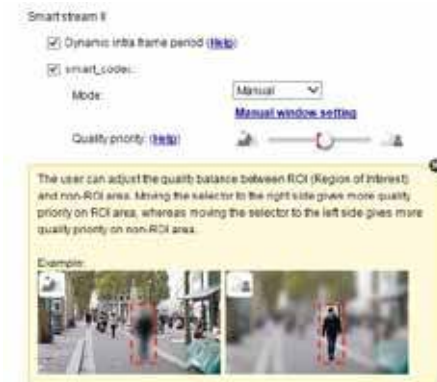 Smart stream II
Dynamic intra frame period (Help)
smart_codec:
Mode: Manual
Manual window setting
Quality priority: (Help)
The user can adjust the quality balance between ROI (Region of Interest)
and non-ROI area. Moving the selector to the right side gives more quality
priority on ROI area, whereas moving the selector to the left side gives more
quality priority on non-ROI area.
Example: